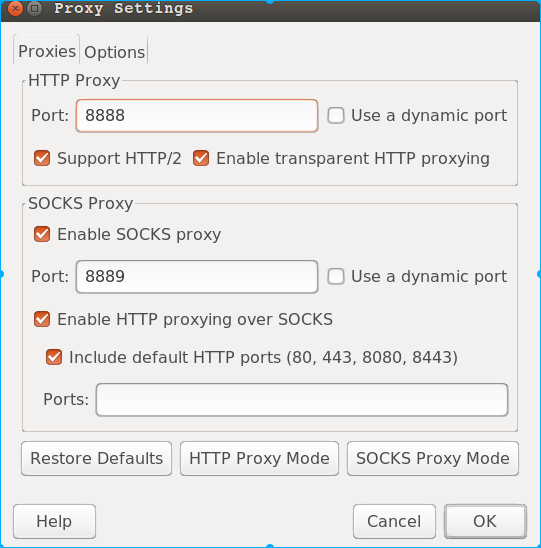 Proxy Settings
Proxies Options
HTTP Proxy
Port: 8888 Use a dynamic port
Support HTTP/2 Enable transparent HTTP proxying
SOCKS Proxy
Enable SOCKS proxy
Port: 8889 Use a dynamic port
Enable HTTP proxying over SOCKS
Include default HTTP ports (80, 443, 8080, 8443)
Ports:
Restore Defaults HTTP Proxy Mode SOCKS Proxy Mode
Help Cancel OK